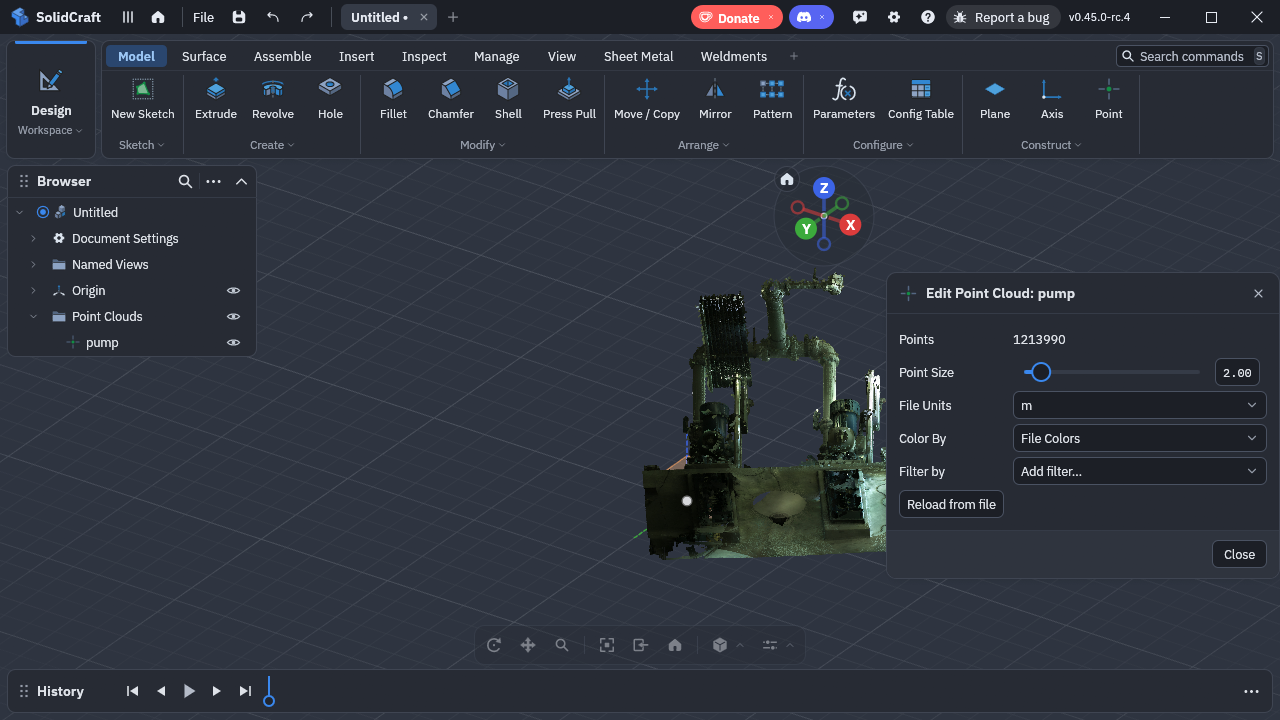 SolidCraft
File
Untitled •
Donate
Report a bug
v0.45.0-rc.4
Design
Workspace
Model
Surface
Assemble
Insert
Inspect
Manage
View
Sheet Metal
Weldments
Search commands
S
New Sketch
Extrude
Revolve
Hole
Fillet
Chamfer
Shell
Press Pull
Move / Copy
Mirror
Pattern
Parameters
Config Table
Plane
Axis
Point
Sketch
Create
Modify
Arrange
Configure
Construct
Browser
Untitled
Document Settings
Named Views
Origin
Point Clouds
pump
Z
Y
X
Edit Point Cloud: pump
Points
1213990
Point Size
2.00
File Units
m
Color By
File Colors
Filter by
Add filter...
Reload from file
Close
History